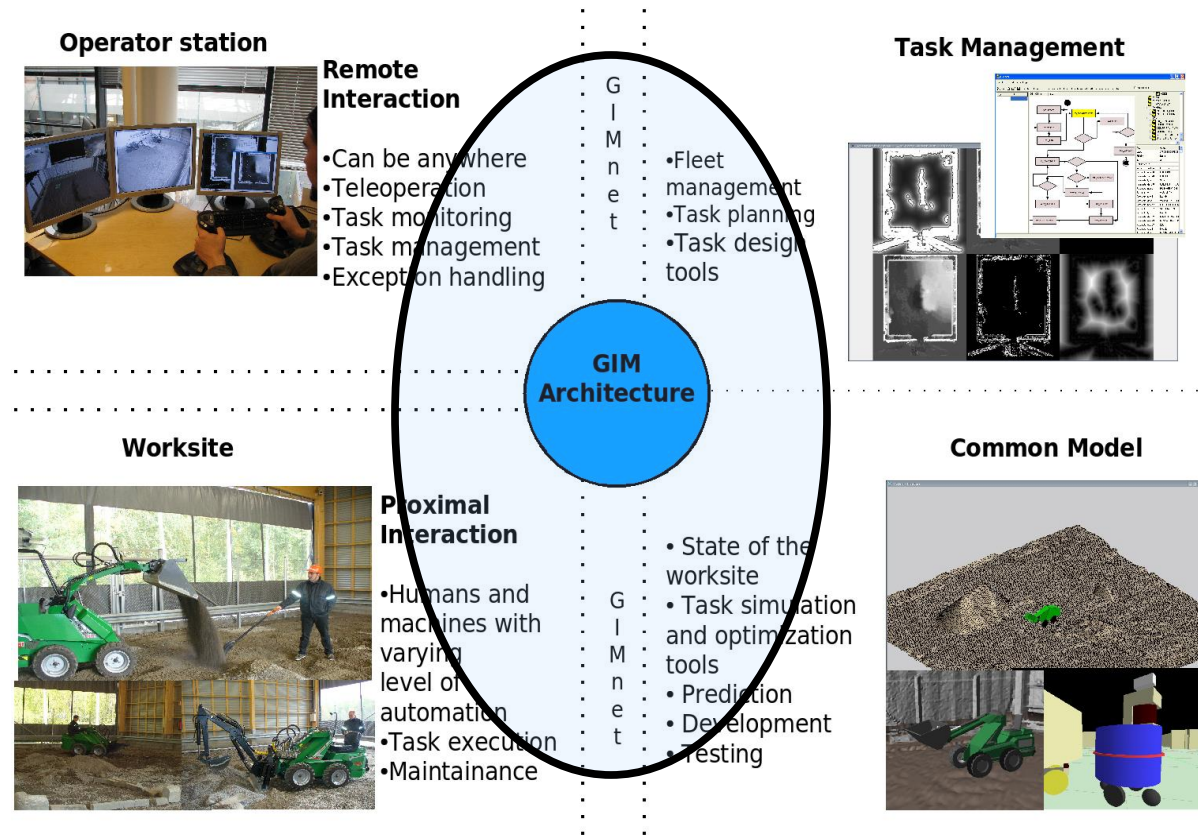 Operator station
Remote
Interaction
•Can be anywhere
•Teleoperation
•Task monitoring
•Task management
•Exception handling
GIMnet
Task Management
•Fleet
management
•Task planning
•Task design
tools
GIM
Architecture
Worksite
Proximal
Interaction
•Humans and
machines with
varying
level of
automation
•Task execution
•Maintainance
GIMnet
Common Model
• State of the
worksite
• Task simulation
and optimization
tools
• Prediction
• Development
• Testing